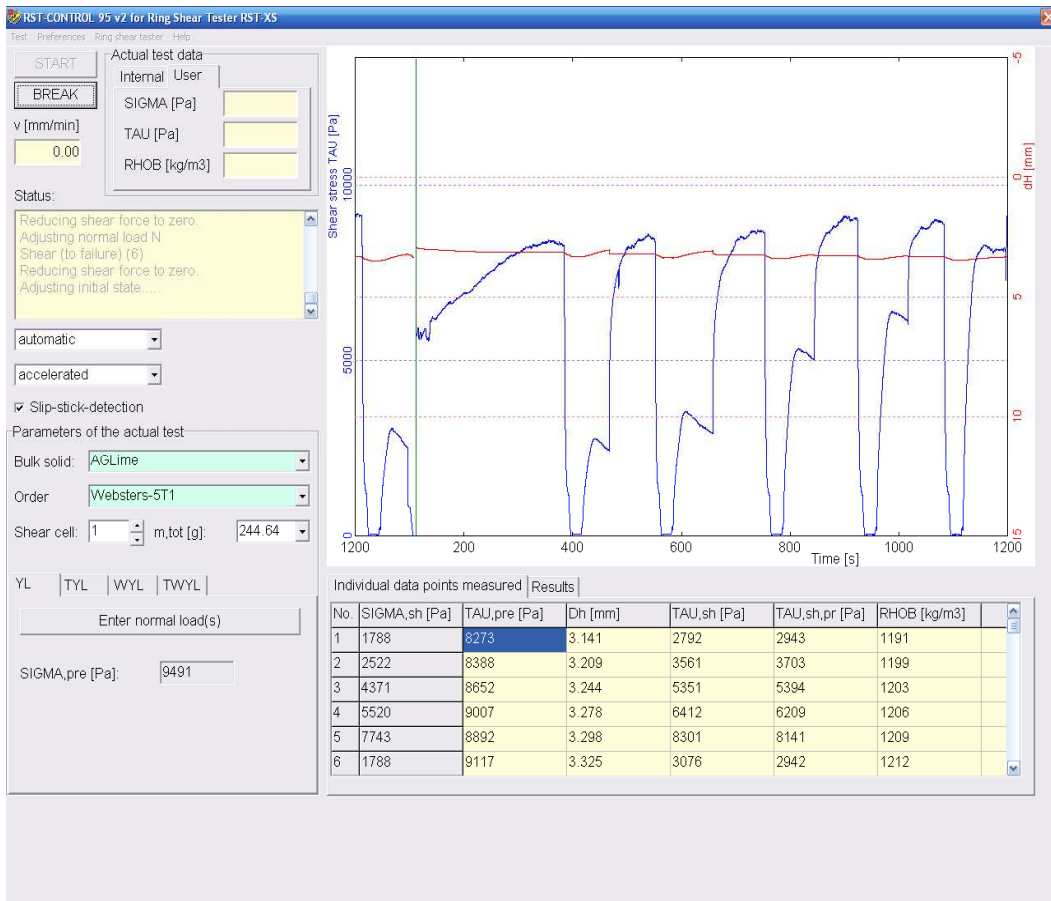 RST-CONTROL 95 v2 for Ring Shear Tester RST-XS
Test Preferences Ring shear tester Help
START
BREAK
v [mm/min]
0.00
Actual test data
Internal User
SIGMA [Pa]
TAU [Pa]
RHOB [kg/m3]
Status:
Reducing shear force to zero.
Adjusting normal load N
Shear (to failure) (6)
Reducing shear force to zero.
Adjusting initial state.....
automatic
accelerated
Slip-stick-detection
Parameters of the actual test
Bulk solid: AGLime
Order Websters-5T1
Shear cell: 1 m,tot [g]: 244.64
YL TYL WYL TWYL
Enter normal load(s)
SIGMA,pre [Pa]: 9491
Shear stress TAU [Pa]
10000
5000
0
-5
0
5
10
15
dH [mm]
1200 200 400 600 800 1000 1200
Time [s]
Individual data points measured Results
No. SIGMA,sh [Pa] TAU,pre [Pa] Dh [mm] TAU,sh [Pa] TAU,sh,pr [Pa] RHOB [kg/m3]
1 1788 8273 3.141 2792 2943 1191
2 2522 8388 3.209 3561 3703 1199
3 4371 8652 3.244 5351 5394 1203
4 5520 9007 3.278 6412 6209 1206
5 7743 8892 3.298 8301 8141 1209
6 1788 9117 3.325 3076 2942 1212